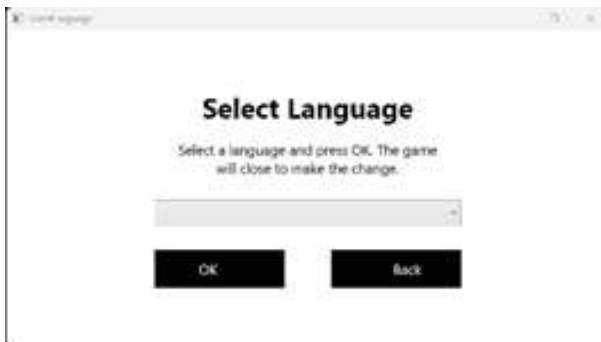 Select Language
Select a language and press OK. The game
will close to make the change.
OK
Back